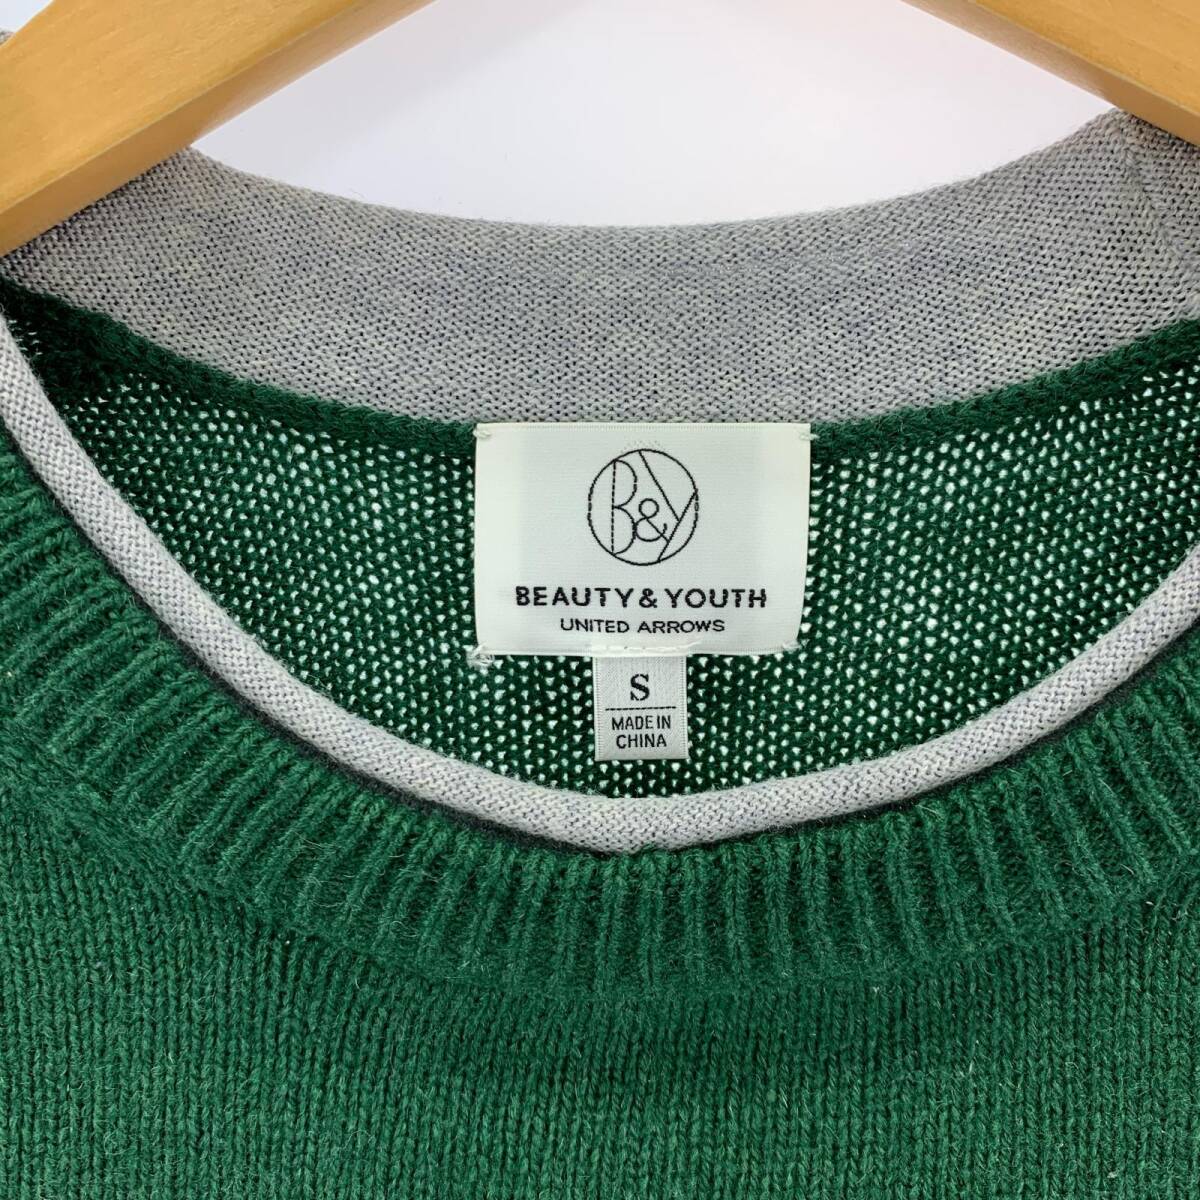 B&Y
BEAUTY & YOUTH
UNITED ARROWS
S
MADE IN
CHINA